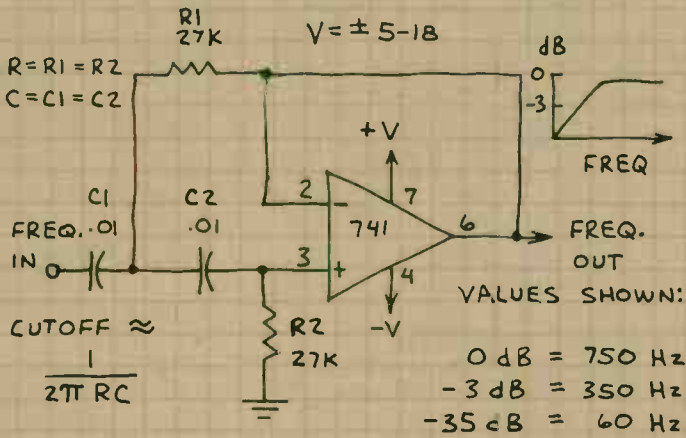 R1
27K
V = ± 5-18
R = R1 = R2
C = C1 = C2
dB
0
-3
FREQ
+V
C1
.01
C2
.01
2
-
7
741
6
3
+
4
-V
FREQ.
IN
FREQ.
OUT
R2
27K
CUTOFF ≈
1
2π RC
VALUES SHOWN:
0 dB = 750 Hz
-3 dB = 350 Hz
-35 dB = 60 Hz